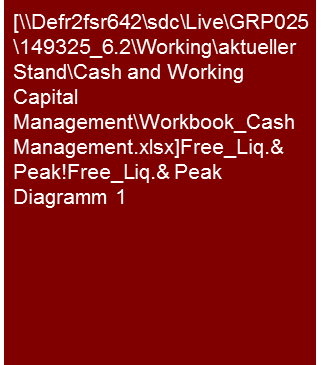 [\\Defr2fsr642\sdc\Live\GRP025
\149325_6.2\Working\aktueller
Stand\Cash and Working
Capital
Management\Workbook_Cash
Management.xlsx]Free_Liq.&
Peak!Free_Liq.& Peak
Diagramm 1